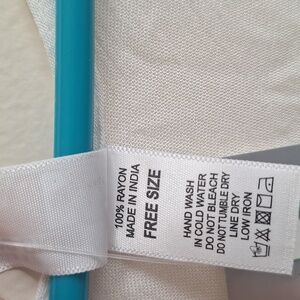 100% RAYON
MADE IN INDIA
FREE SIZE
HAND WASH
IN COLD WATER
DO NOT BLEACH
DO NOT TUMBLE DRY
LINE DRY
LOW IRON